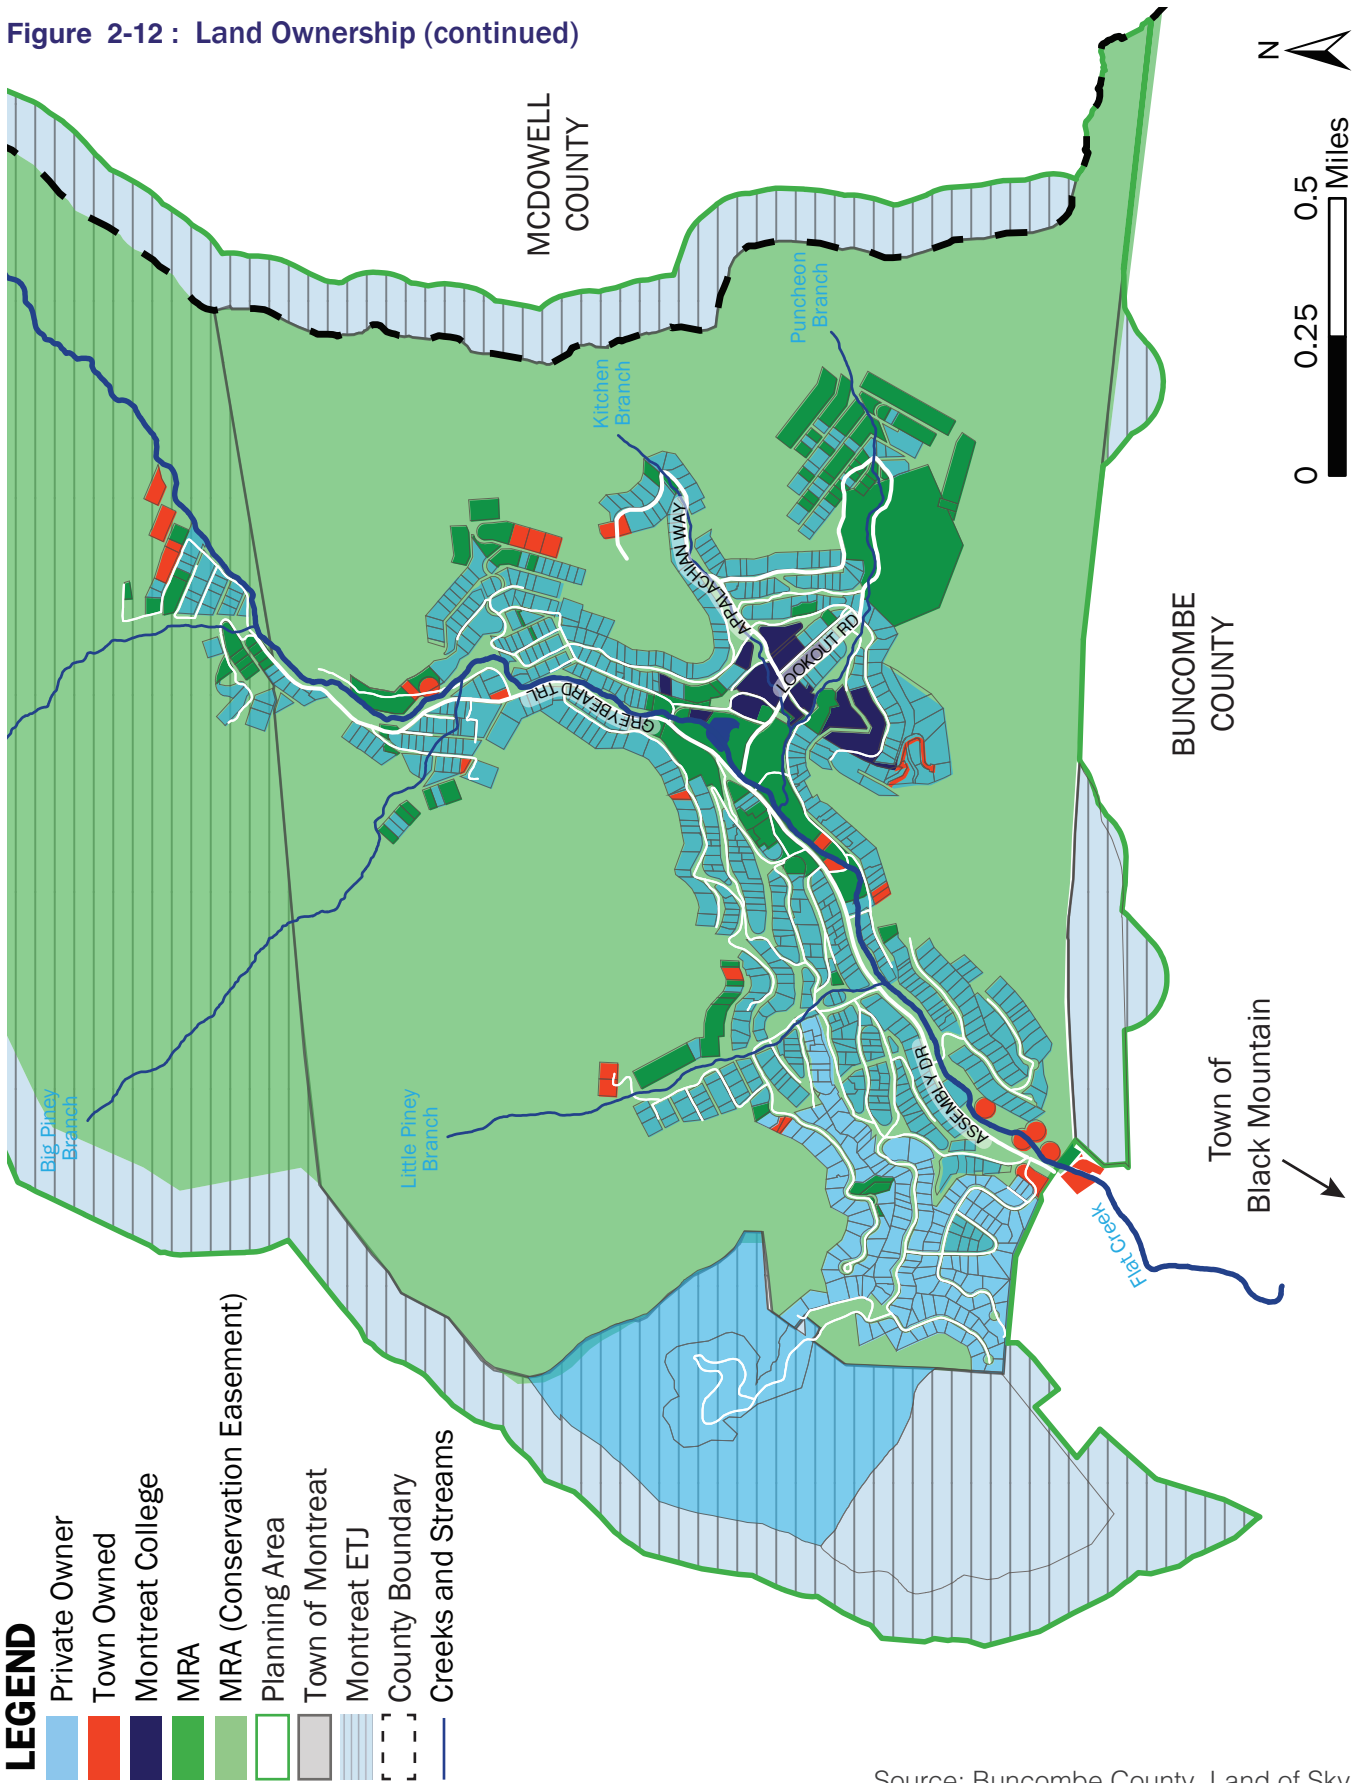 Figure 2-12 : Land Ownership (continued)
N
MCDOWELL
COUNTY
0
0.25
0.5
Miles
Puncheon
Branch
Kitchen
Branch
APPALACHIAN WAY
LOOKOUT RD
GREYBEARD TRL
BUNCOMBE
COUNTY
Big Piney
Branch
Little Piney
Branch
ASSEMBLY DR
Town of
Black Mountain
Flat Creek
LEGEND
Private Owner
Town Owned
Montreat College
MRA
MRA (Conservation Easement)
Planning Area
Town of Montreat
Montreat ETJ
County Boundary
Creeks and Streams
Source: Buncombe County, Land of Sky